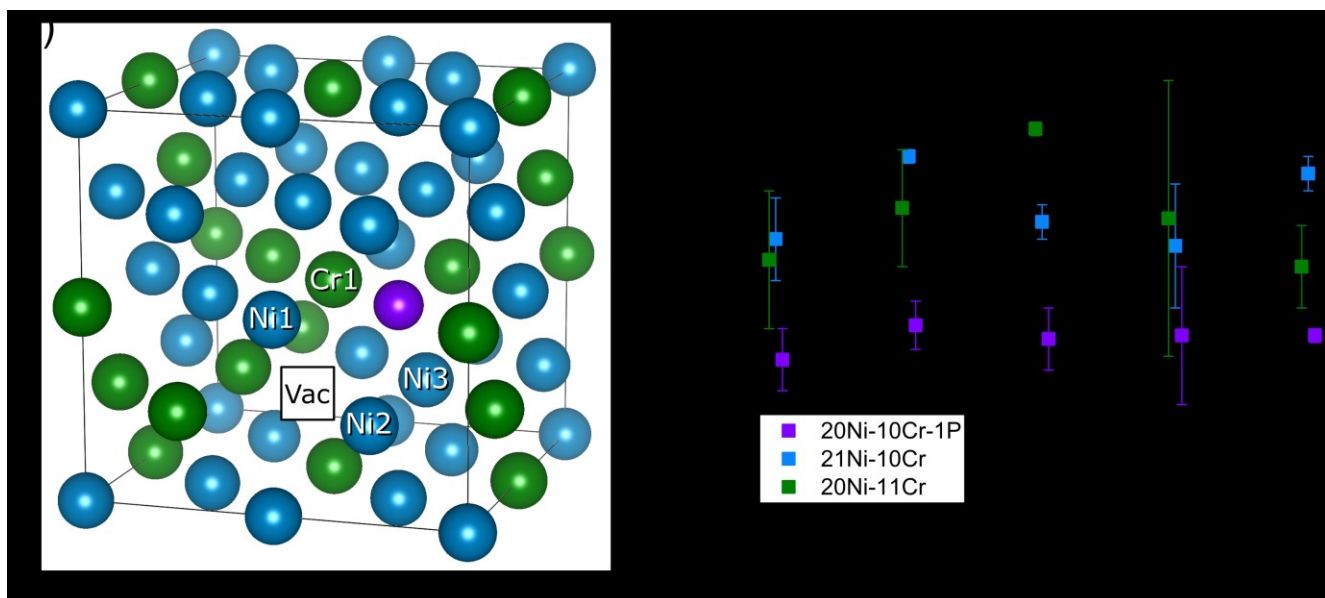 )
Cr1
Ni1
Ni3
Vac
Ni2
20Ni-10Cr-1P
21Ni-10Cr
20Ni-11Cr